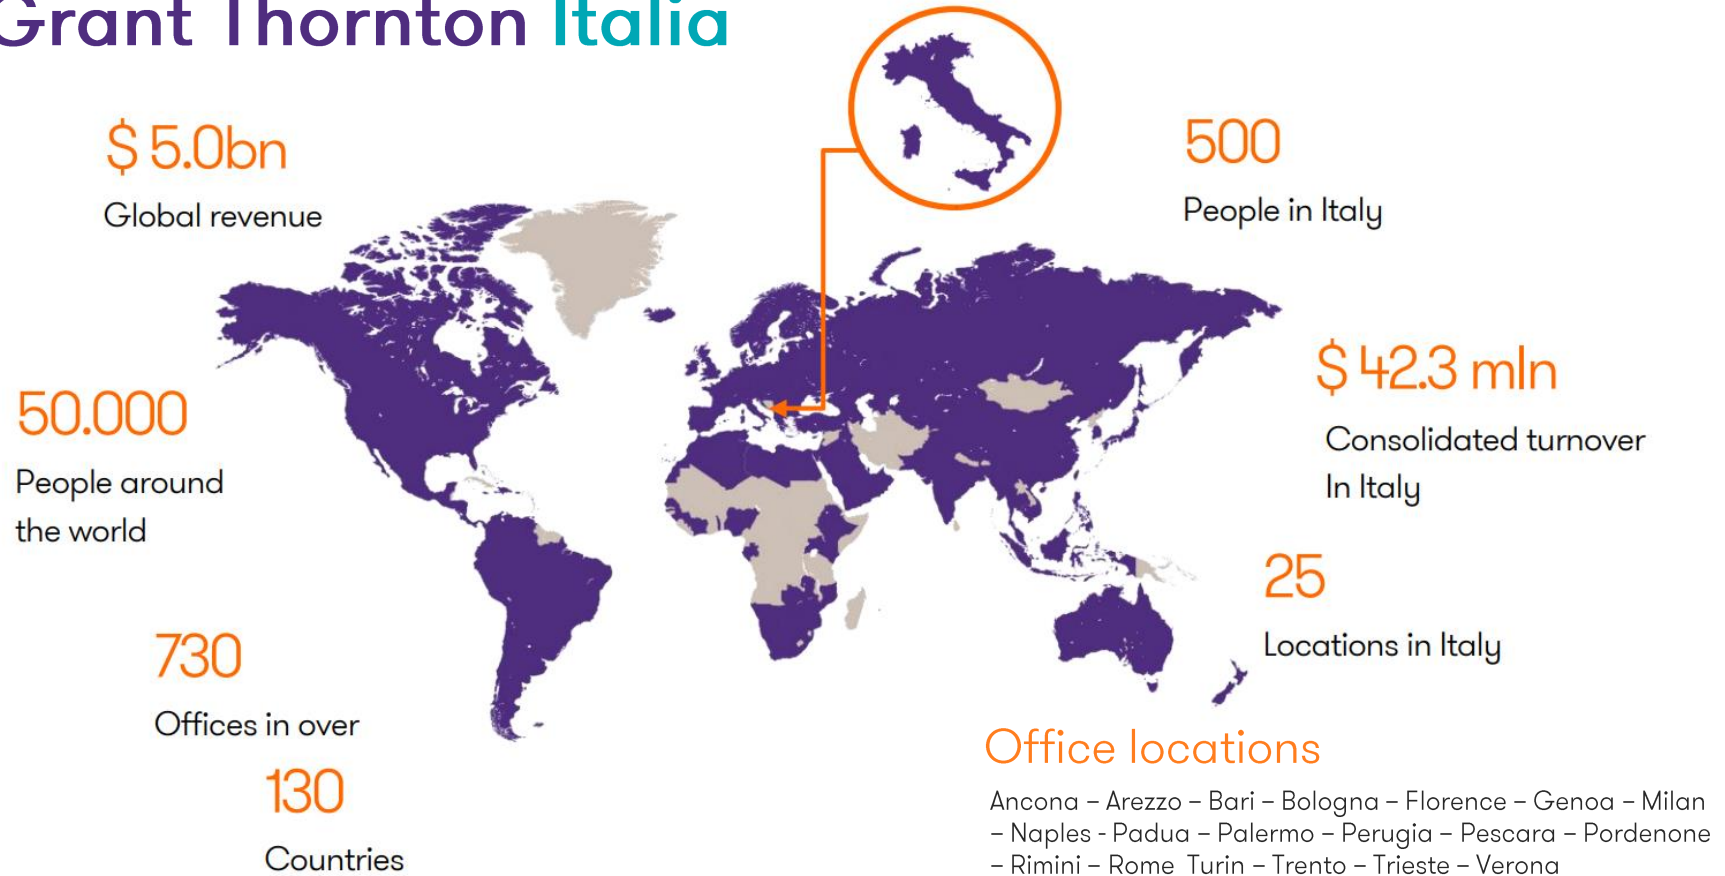 Grant Thornton Italia
$ 5.0bn
Global revenue
500
People in Italy
$ 42.3 mln
Consolidated turnover
In Italy
50.000
People around
the world
25
Locations in Italy
730
Offices in over
130
Countries
Office locations
Ancona – Arezzo – Bari – Bologna – Florence – Genoa – Milan
– Naples - Padua – Palermo – Perugia – Pescara – Pordenone
– Rimini – Rome  Turin – Trento – Trieste – Verona